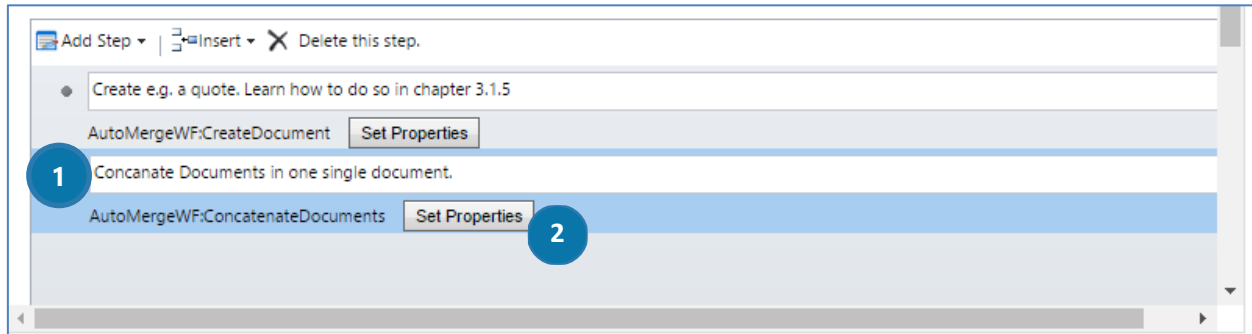 Add Step Insert Delete this step.
Create e.g. a quote. Learn how to do so in chapter 3.1.5
AutoMergeWF:CreateDocument Set Properties
1 Concanate Documents in one single document.
AutoMergeWF:ConcatenateDocuments Set Properties 2